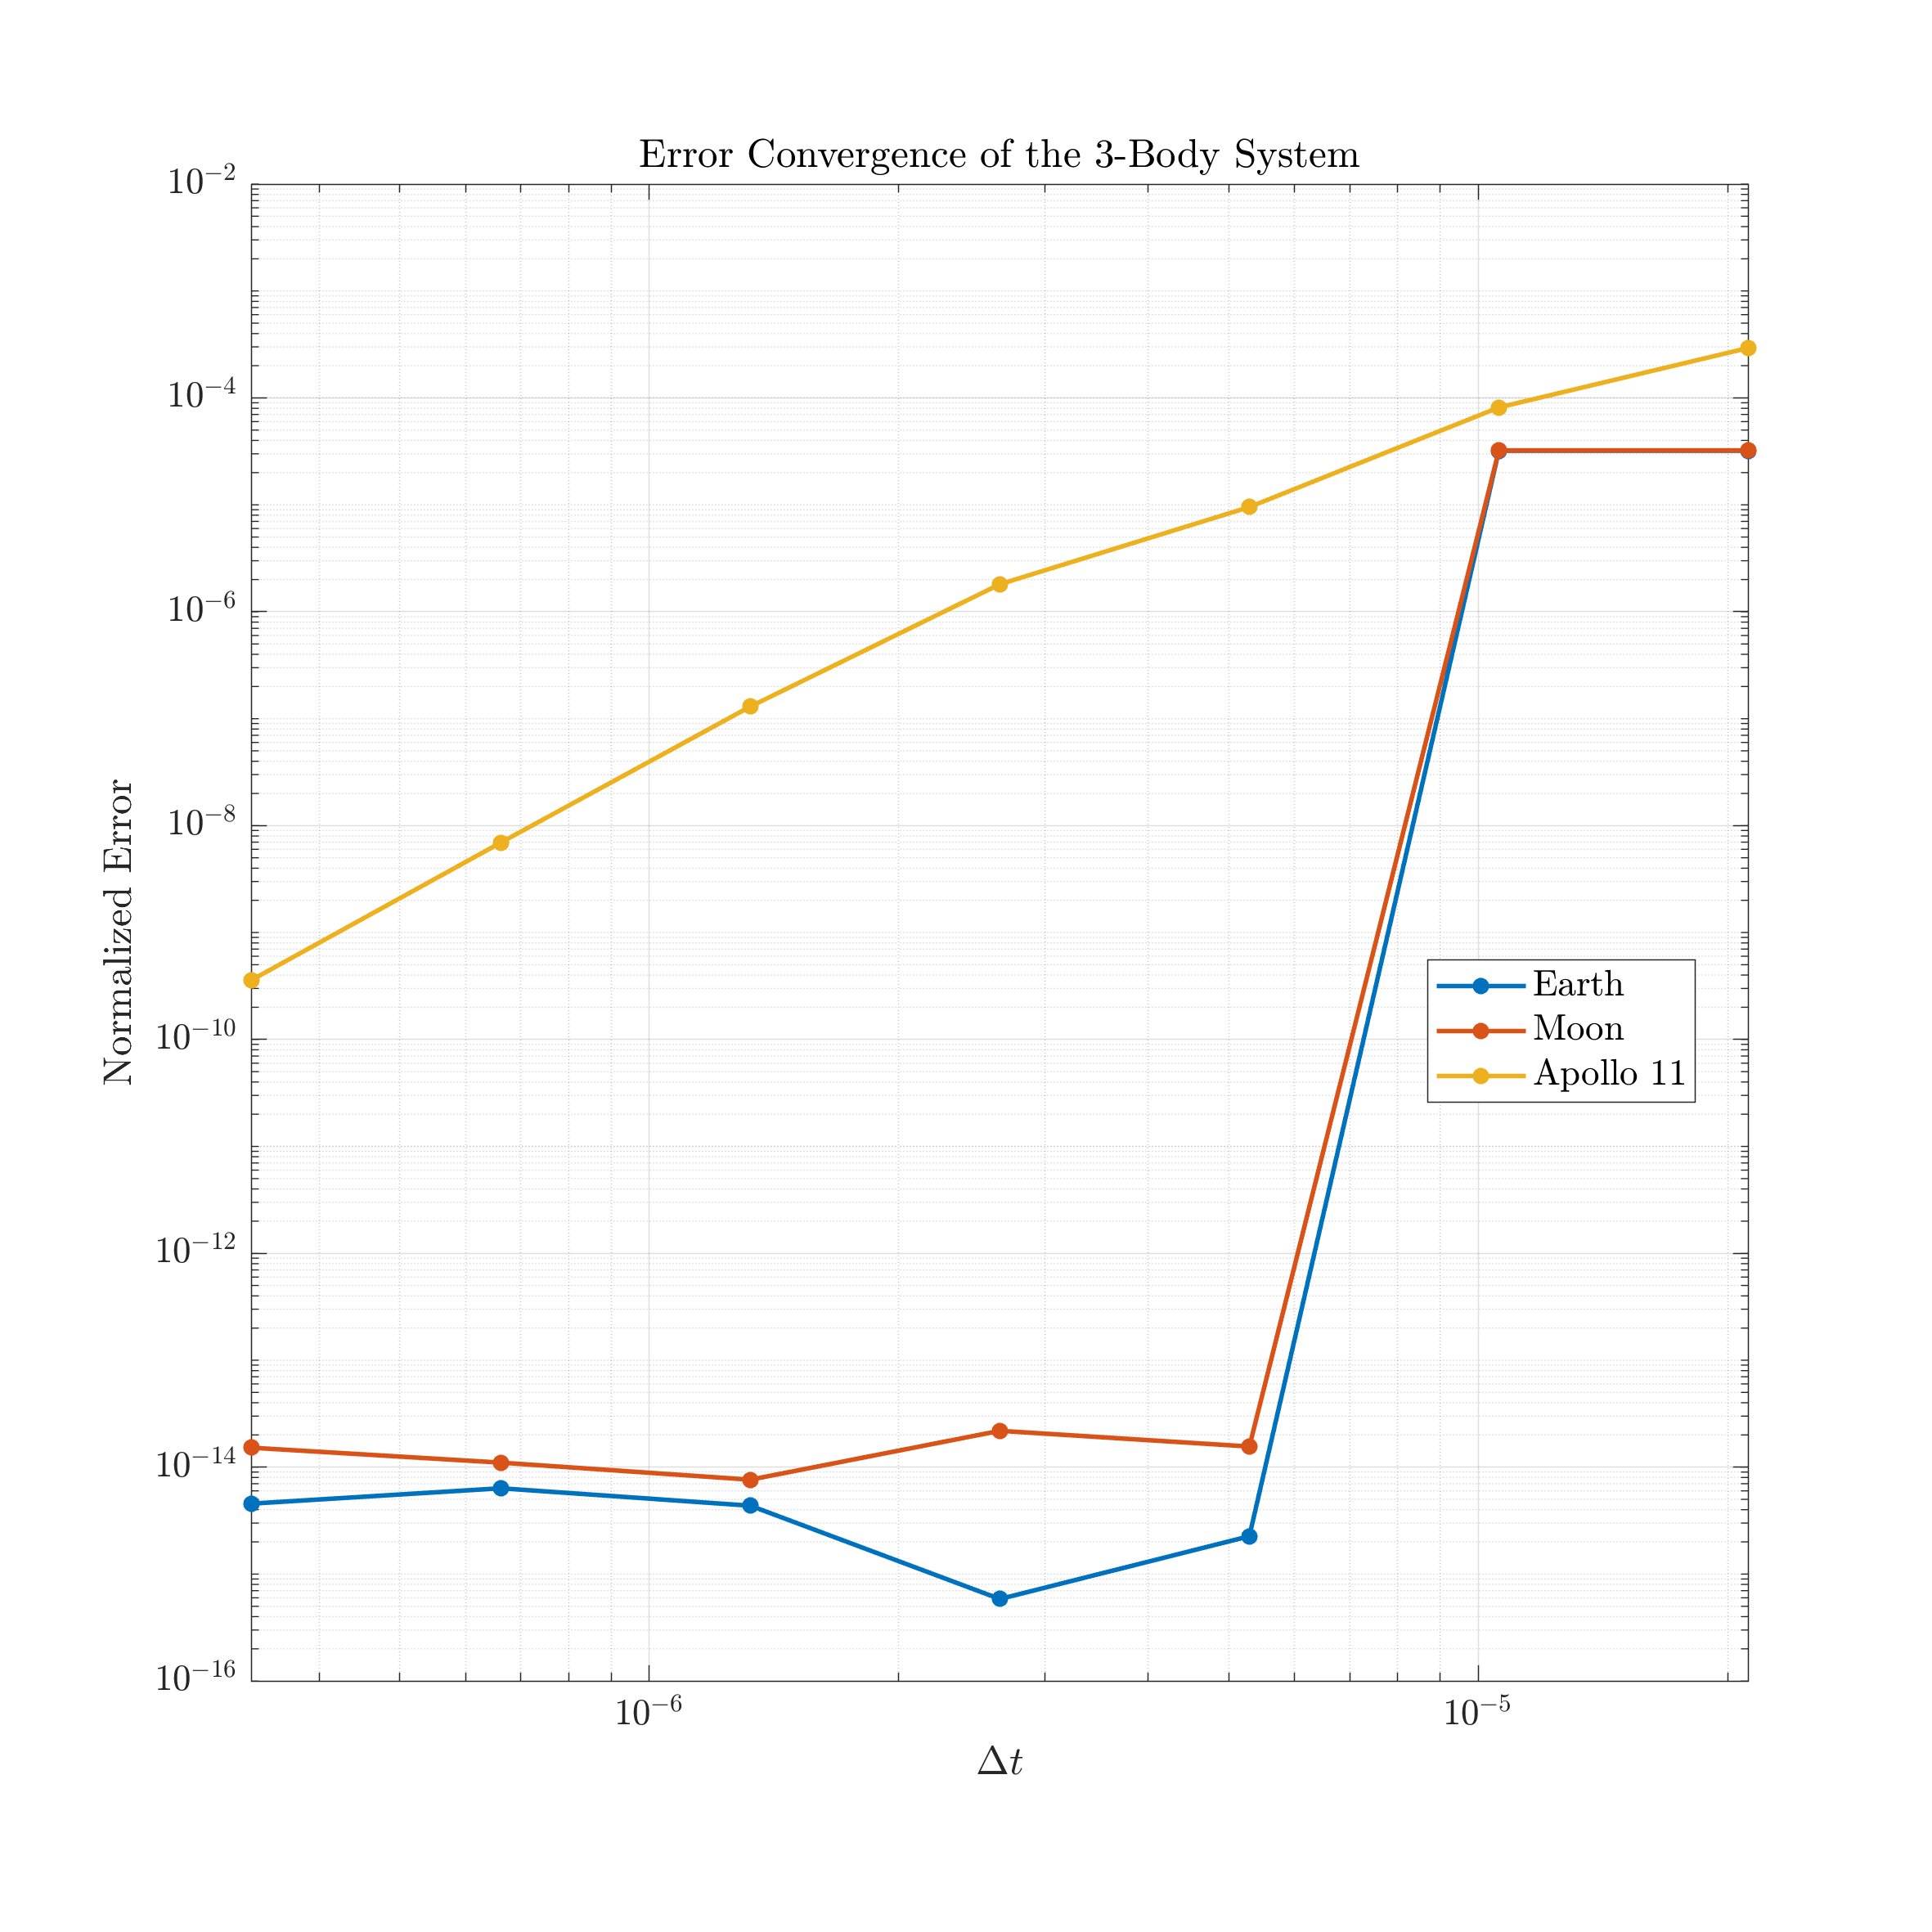 Error Convergence of the 3-Body System
10⁻²
10⁻⁴
10⁻⁶
10⁻⁸
10⁻¹⁰
10⁻¹²
10⁻¹⁴
10⁻¹⁶
Normalized Error
Earth
Moon
Apollo 11
10⁻⁶ 10⁻⁵
Δt